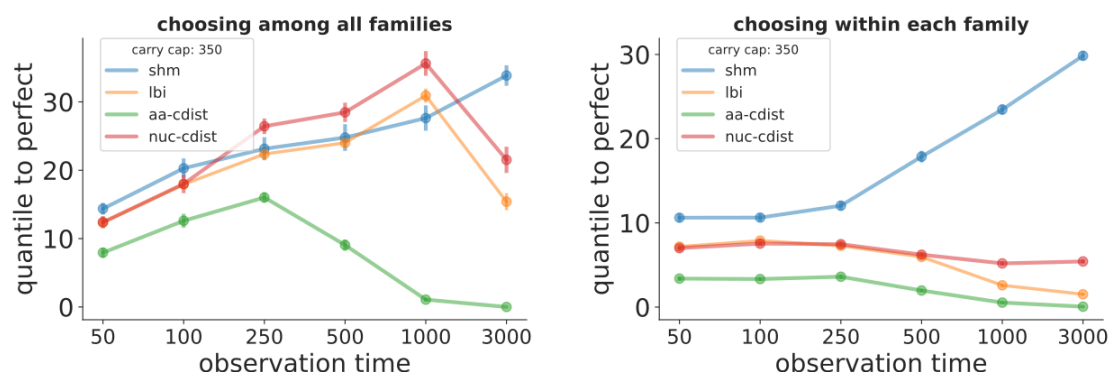 choosing among all families
carry cap: 350
shm
lbi
aa-cdist
nuc-cdist
quantile to perfect
30
20
10
0
50 100 250 500 1000 3000
observation time
choosing within each family
carry cap: 350
shm
lbi
aa-cdist
nuc-cdist
quantile to perfect
30
20
10
0
50 100 250 500 1000 3000
observation time